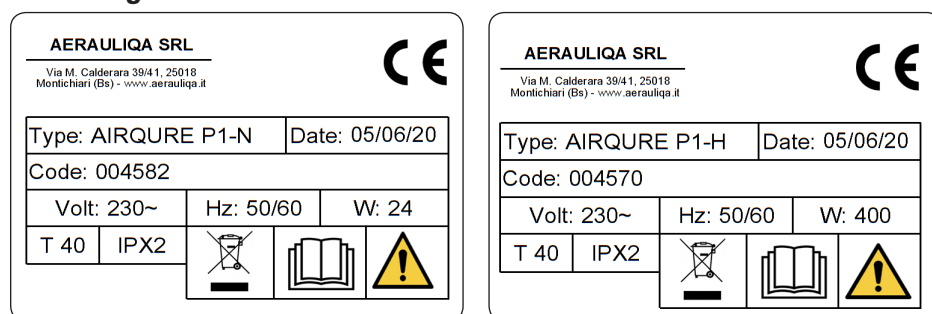 AERAULIQA SRL
Via M. Calderara 39/41, 25018
Montichiari (Bs) - www.aerauliqa.it
CE
Type: AIRQURE P1-N
Date: 05/06/20
Code: 004582
Volt: 230~
Hz: 50/60
W: 24
T 40
IPX2
AERAULIQA SRL
Via M. Calderara 39/41, 25018
Montichiari (Bs) - www.aerauliqa.it
CE
Type: AIRQURE P1-H
Date: 05/06/20
Code: 004570
Volt: 230~
Hz: 50/60
W: 400
T 40
IPX2